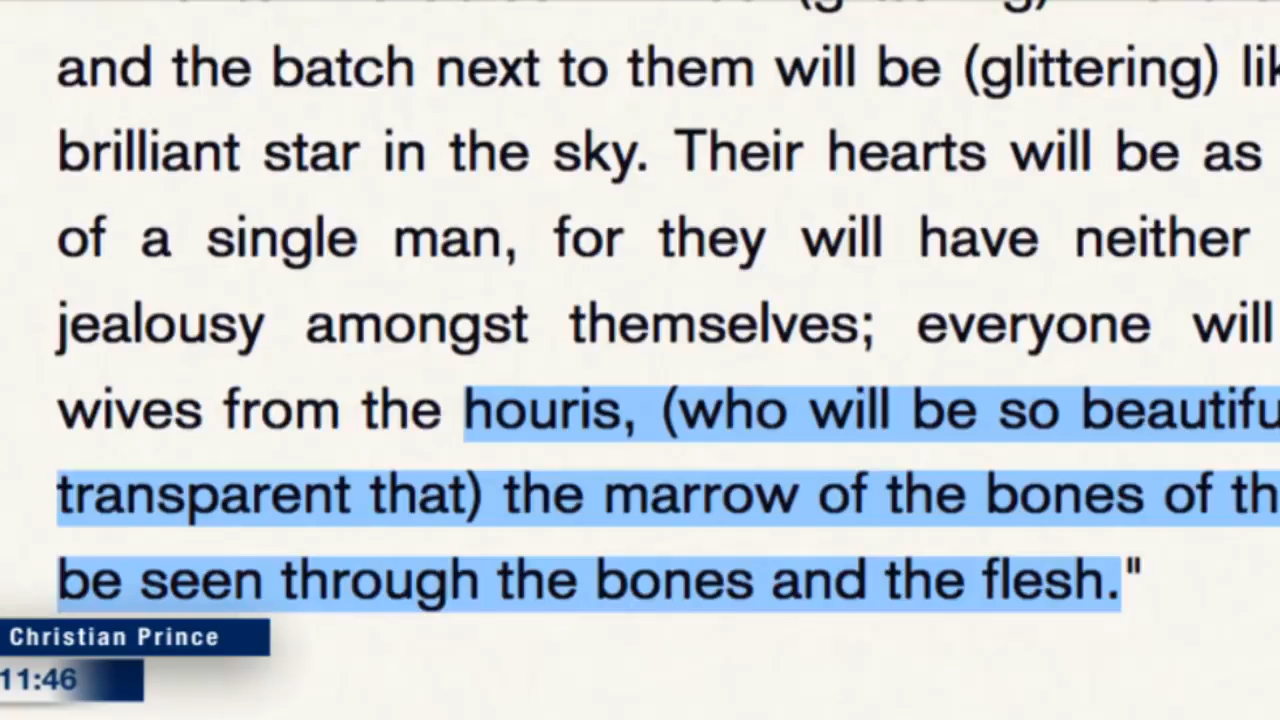 and the batch next to them will be (glittering)
brilliant star in the sky. Their hearts will be as
of a single man, for they will have neither
jealousy amongst themselves; everyone will
wives from the houris, (who will be so
transparent that) the marrow of the bones of
be seen through the bones and the flesh."
Christian Prince
11:46